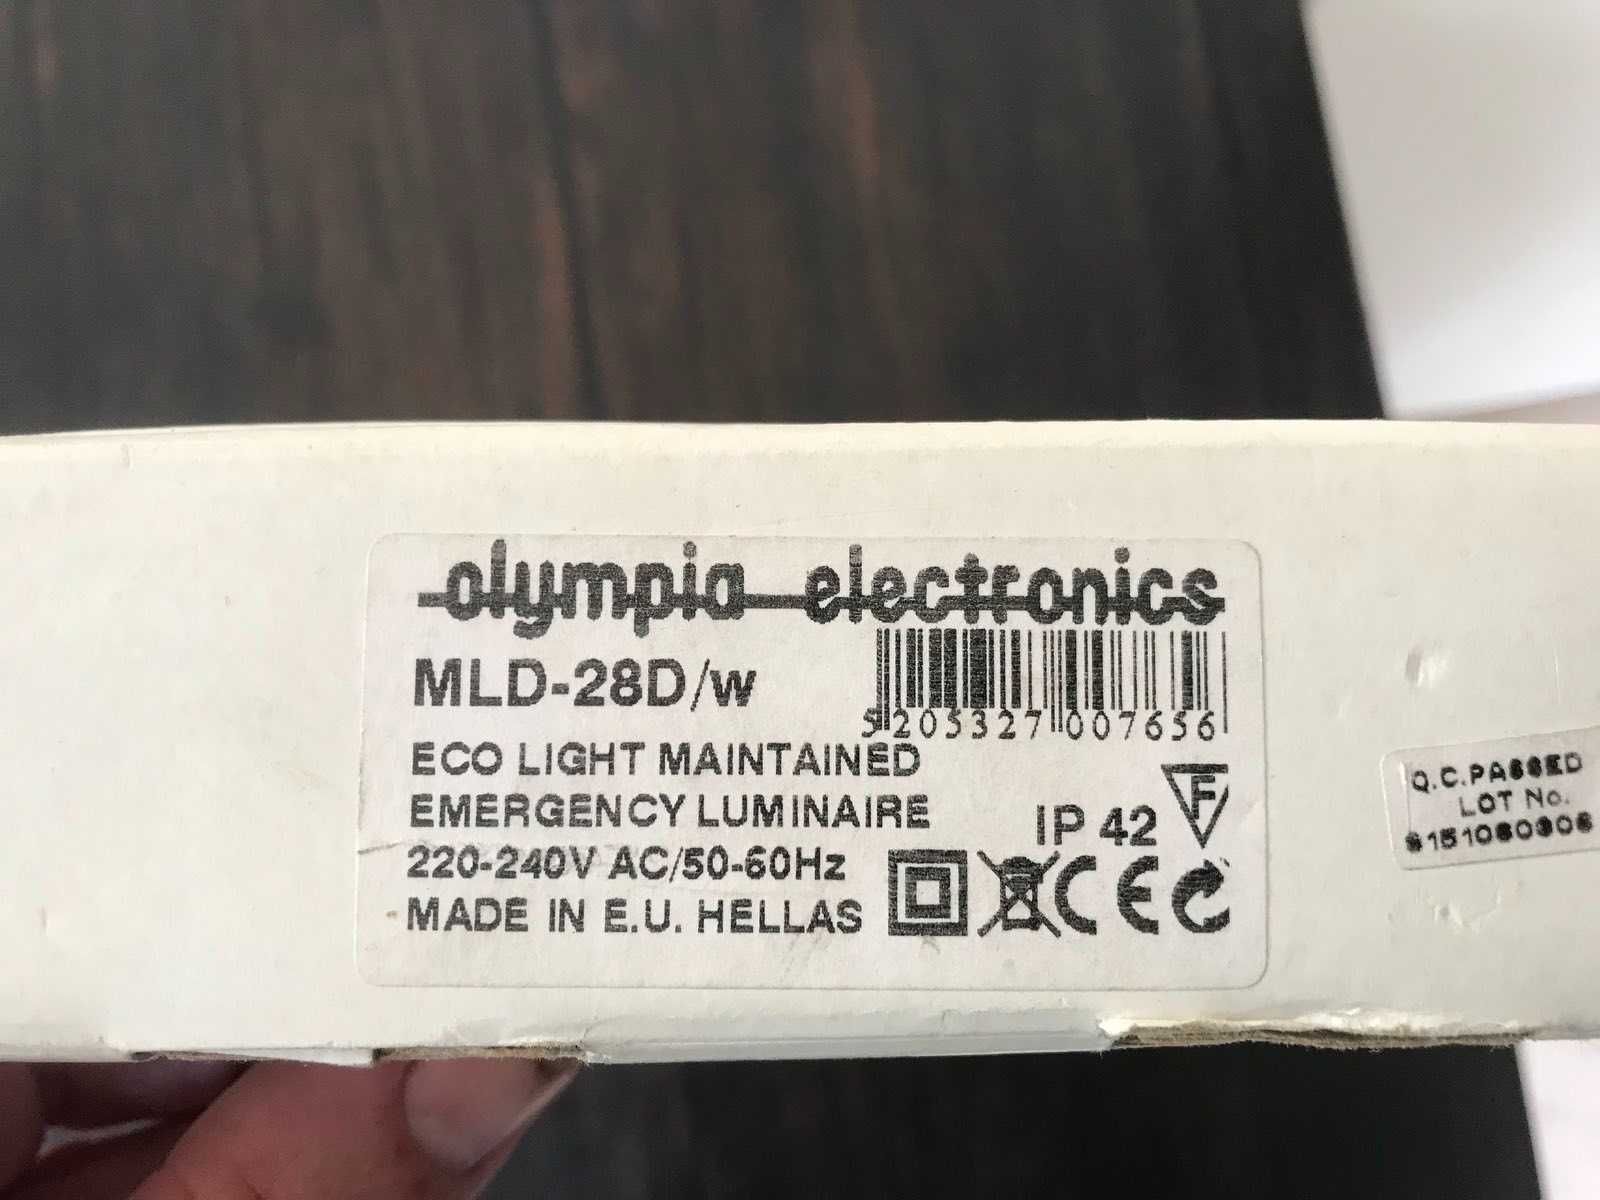 olympia electronics
MLD-28D/w
5 205327 007656
ECO LIGHT MAINTAINED
EMERGENCY LUMINAIRE
IP 42
F
220-240V AC/50-60Hz
MADE IN E.U. HELLAS
CE
Q.C.PASSED
LOT No.